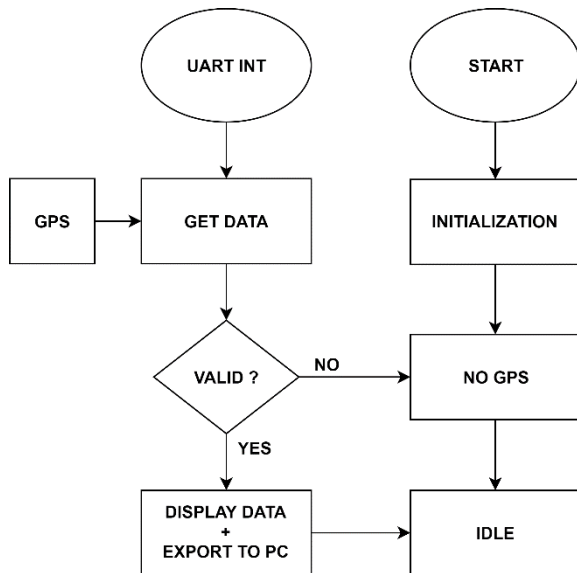 UART INT
START
GPS
GET DATA
INITIALIZATION
VALID ?
NO
NO GPS
YES
DISPLAY DATA
+
EXPORT TO PC
IDLE